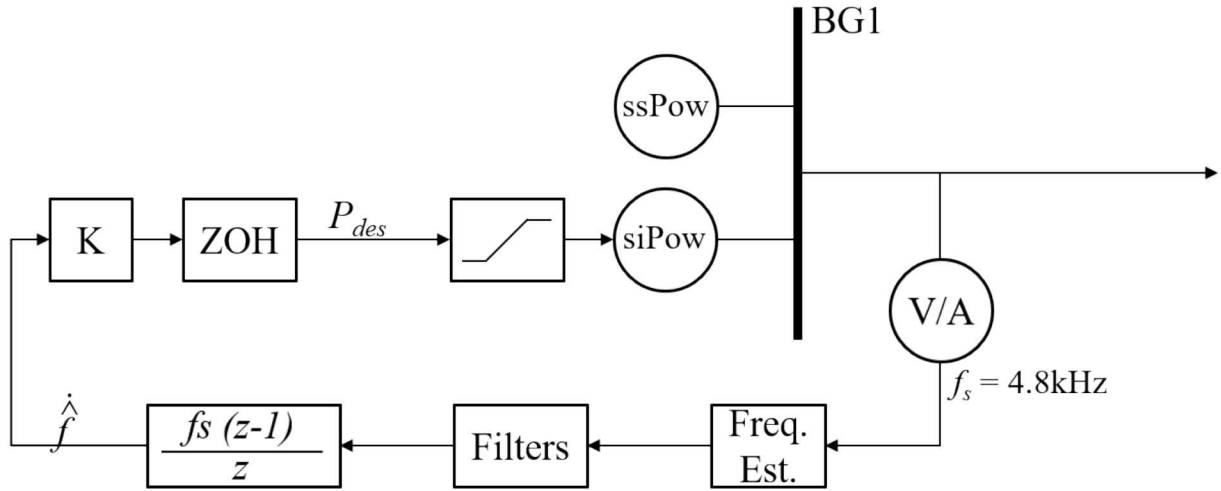 BG1
ssPow
K
ZOH
P_des
siPow
V/A
f_s = 4.8kHz
f̂̇
fs (z-1)
z
Filters
Freq.
Est.